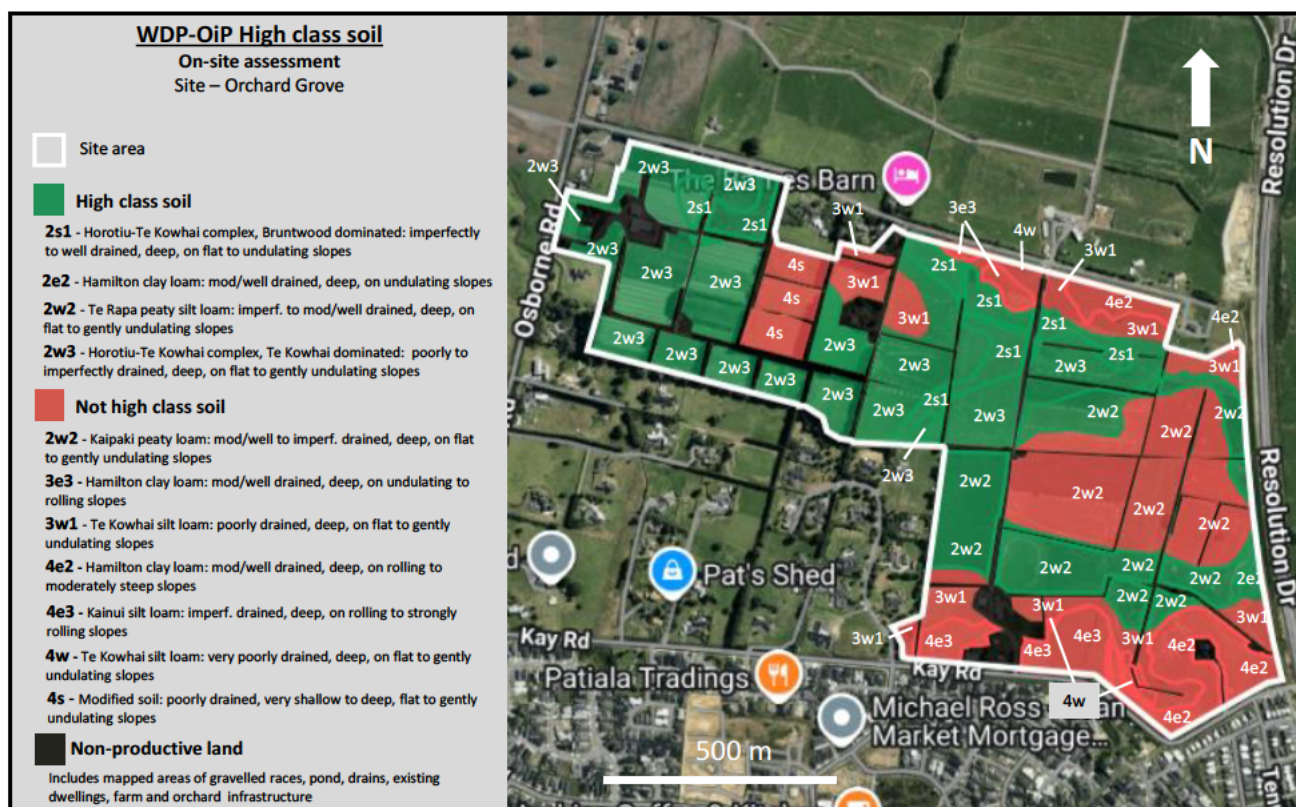 WDP-OiP High class soil
On-site assessment
Site – Orchard Grove
Site area
High class soil
2s1 - Horotiu-Te Kowhai complex, Bruntwood dominated: imperfectly
to well drained, deep, on flat to undulating slopes
2e2 - Hamilton clay loam: mod/well drained, deep, on undulating slopes
2w2 - Te Rapa peaty silt loam: imperf. to mod/well drained, deep, on
flat to gently undulating slopes
2w3 - Horotiu-Te Kowhai complex, Te Kowhai dominated: poorly to
imperfectly drained, deep, on flat to gently undulating slopes
Not high class soil
2w2 - Kaipaki peaty loam: mod/well to imperf. drained, deep, on flat
to gently undulating slopes
3e3 - Hamilton clay loam: mod/well drained, deep, on undulating to
rolling slopes
3w1 - Te Kowhai silt loam: poorly drained, deep, on flat to gently
undulating slopes
4e2 - Hamilton clay loam: mod/well drained, deep, on rolling to
moderately steep slopes
4e3 - Kainui silt loam: imperf. drained, deep, on rolling to strongly
rolling slopes
4w - Te Kowhai silt loam: very poorly drained, deep, on flat to gently
undulating slopes
4s - Modified soil: poorly drained, very shallow to deep, flat to gently
undulating slopes
Non-productive land
Includes mapped areas of gravelled races, pond, drains, existing
dwellings, farm and orchard infrastructure
N
Resolution Dr
2w3 2w3
2w3
Barn
2s1
3w1 3e3 4w
2w3 2s1 3w1
2w3 4s 2s1
2w3 2w3 3w1 4e2
4s 3w1 2s1 2s1 3w1 4e2
Osborne Rd
4s 2s1 3w1
2w3 2w3 2w3 2w3 2s1 2w3
2w3 2w3 2w3 2s1 2w3 2w2 2w2 2w2
2w3
2w2 2w2 2w2
Resolution Dr
Pat's Shed
2w2 2w2 2w2
2w2 2w2 2e2
3w1 3w1 2w2 3w1
3w1 4e3 4e3 4e3 3w1 4e2
Kay Rd
Kay Rd 4e2
Patiala Tradings
4w
4e2
Michael Ross
Market Mortgage...
500 m